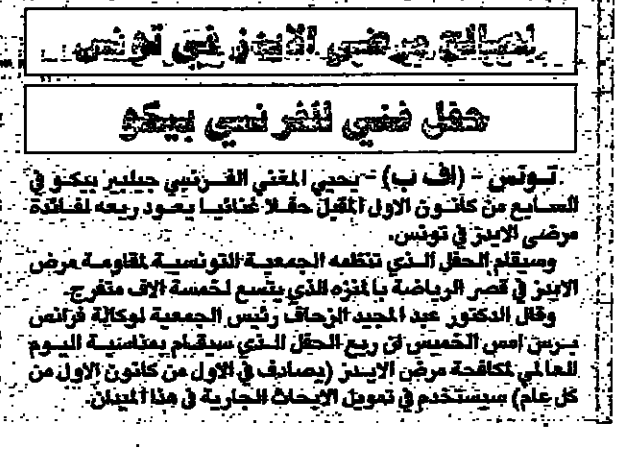 لصالح مرضى الايدز في تونس
حفل فني للفرنسي بيكو
تونس - (اف ب) - يحيي المغني الفرنسي جيلبير بيكو في
السابع من كانون الاول المقبل حفلا غنائيا يعود ريعه لفائدة
مرضى الايدز في تونس.
وسيقام الحفل الذي تنظمه الجمعية التونسية لمقاومة مرض
الايدز في قصر الرياضة بالمنزه الذي يتسع لخمسة الاف متفرج.
وقال الدكتور عبد المجيد الزحاف رئيس الجمعية لوكالة فرانس
برس امس الخميس ان ريع الحفل الذي سيقام بمناسبة اليوم
العالمي لمكافحة مرض الايدز (يصادف في الاول من كانون الاول من
كل عام) سيستخدم في تمويل الابحاث الجارية في هذا الميدان.